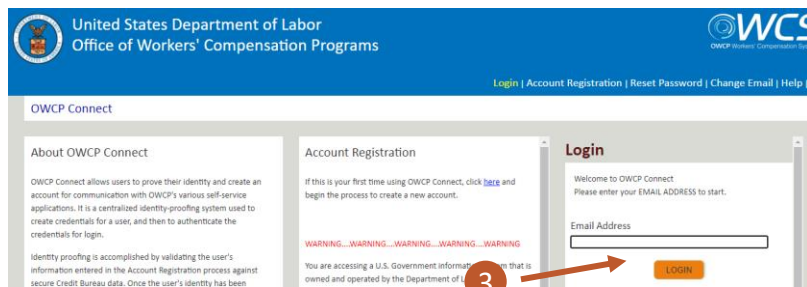 United States Department of Labor
Office of Workers' Compensation Programs
OWCS
OWCP Workers' Compensation Sys
Login | Account Registration | Reset Password | Change Email | Help |
OWCP Connect
About OWCP Connect
OWCP Connect allows users to prove their identity and create an
account for communication with OWCP's various self-service
applications. It is a centralized identity-proofing system used to
create credentials for a user, and then to authenticate the
credentials for login.
Identity proofing is accomplished by validating the user's
information entered in the Account Registration process against
secure Credit Bureau data. Once the user's identity has been
Account Registration
If this is your first time using OWCP Connect, click here and
begin the process to create a new account.
WARNING....WARNING....WARNING....WARNING....WARNING
You are accessing a U.S. Government information that is
owned and operated by the Department of
3
Login
Welcome to OWCP Connect
Please enter your EMAIL ADDRESS to start.
Email Address
LOGIN